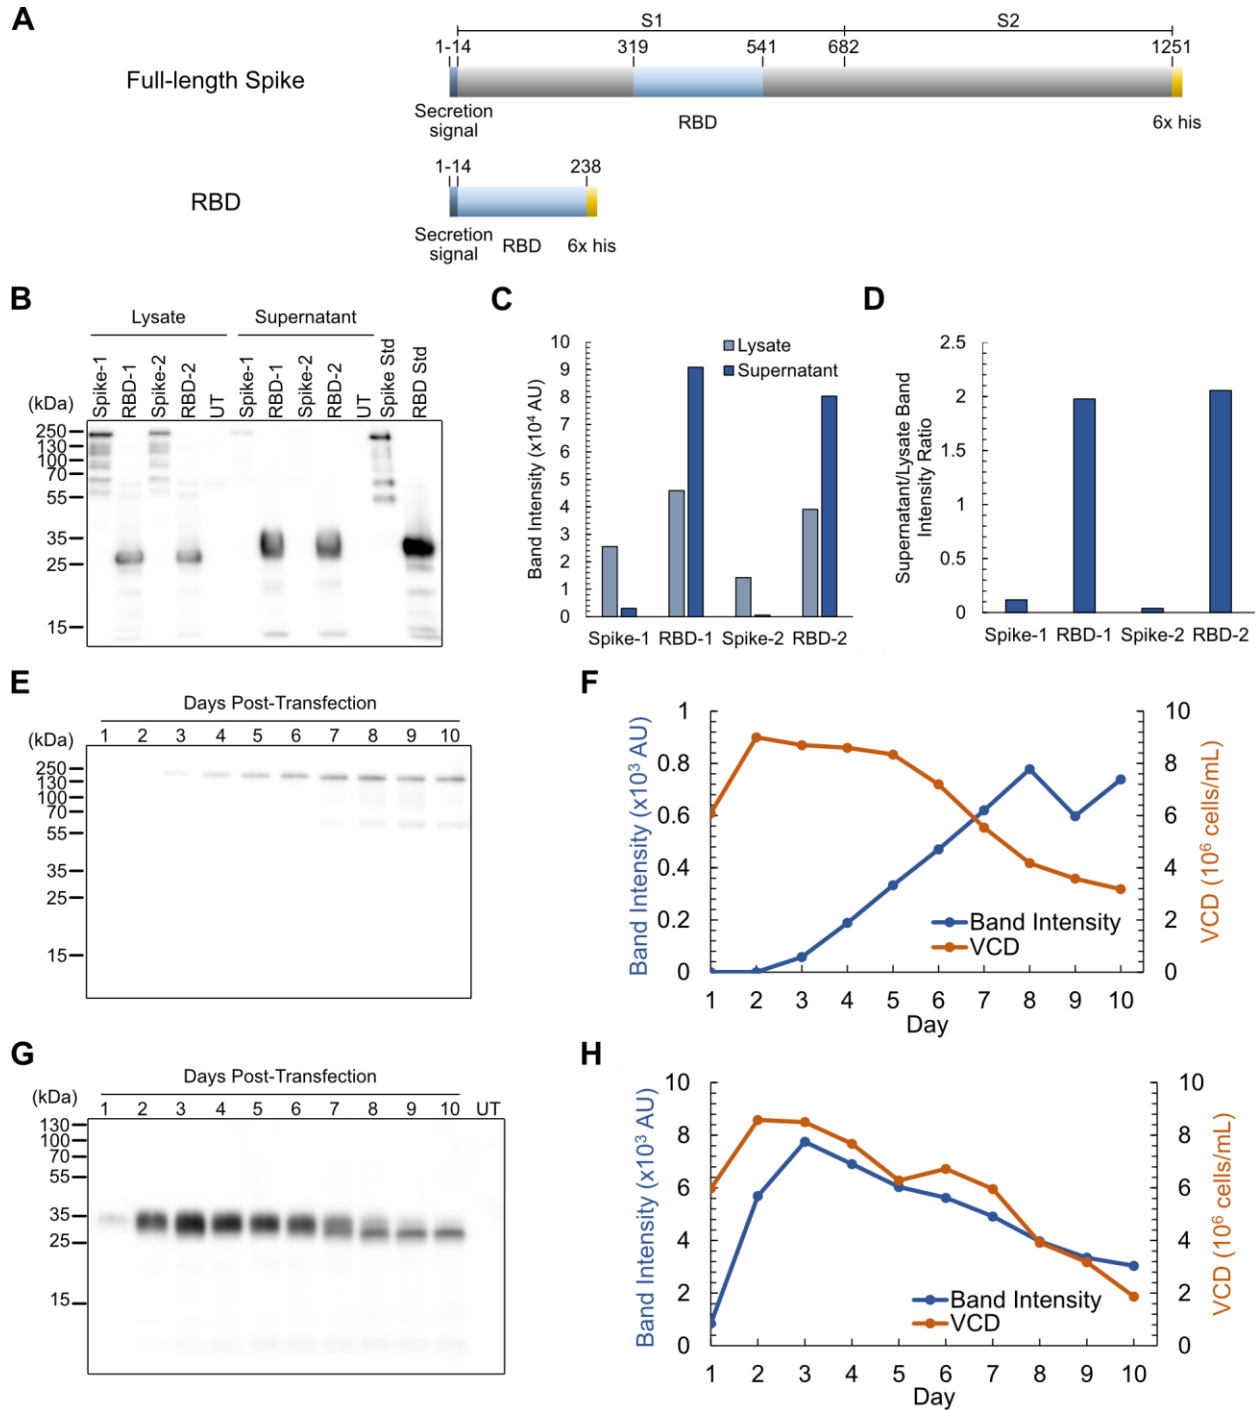 A
S1 S2
1-14 319 541 682 1251
Full-length Spike
Secretion signal RBD 6x his
1-14 238
RBD
Secretion signal RBD 6x his
B
Lysate Supernatant
(kDa) Spike-1 RBD-1 Spike-2 RBD-2 UT Spike-1 RBD-1 Spike-2 RBD-2 UT Spike Std RBD Std
250
130
100
70
55
35
25
15
C
Band Intensity (x10⁴ AU)
10
9
8
7
6
5
4
3
2
1
0
Lysate
Supernatant
Spike-1 RBD-1 Spike-2 RBD-2
D
Supernatant/Lysate Band
Intensity Ratio
2.5
2
1.5
1
0.5
0
Spike-1 RBD-1 Spike-2 RBD-2
E
Days Post-Transfection
(kDa) 1 2 3 4 5 6 7 8 9 10
250
130
100
70
55
35
25
15
F
Band Intensity (x10³ AU)
1
0.8
0.6
0.4
0.2
0
Band Intensity
VCD
1 2 3 4 5 6 7 8 9 10
Day
10
8
6
4
2
0
VCD (10⁶ cells/mL)
G
Days Post-Transfection
(kDa) 1 2 3 4 5 6 7 8 9 10 UT
130
100
70
55
35
25
15
H
Band Intensity (x10³ AU)
10
8
6
4
2
0
Band Intensity
VCD
1 2 3 4 5 6 7 8 9 10
Day
10
8
6
4
2
0
VCD (10⁶ cells/mL)